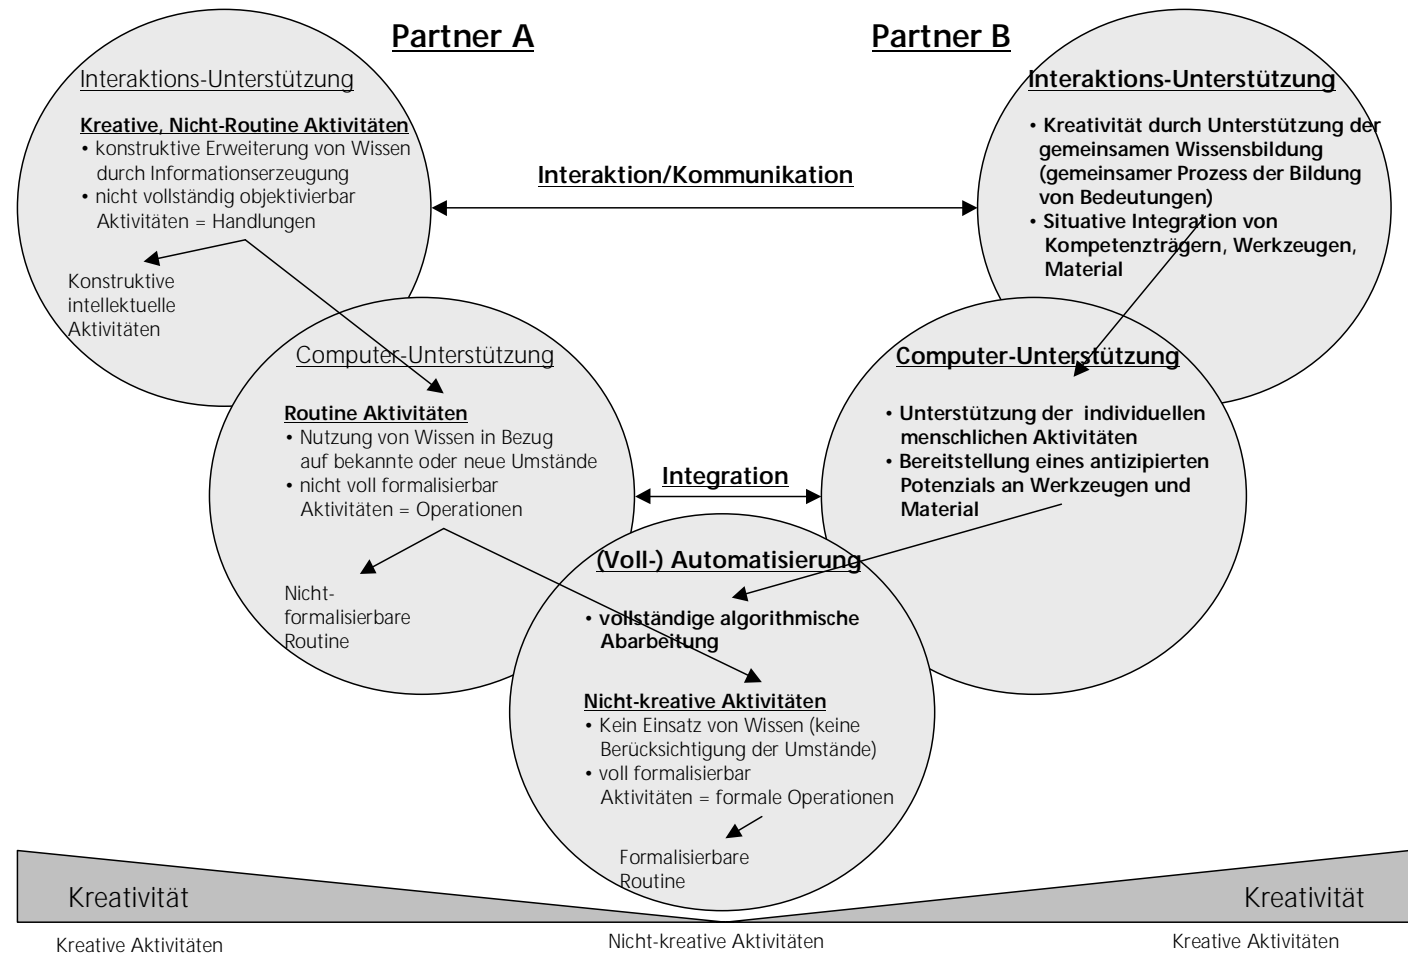 Partner A
Partner B
Interaktions-Unterstützung
Kreative, Nicht-Routine Aktivitäten
• konstruktive Erweiterung von Wissen
durch Informationserzeugung
• nicht vollständig objektivierbar
Aktivitäten = Handlungen
Konstruktive
intellektuelle
Aktivitäten
Interaktion/Kommunikation
Interaktions-Unterstützung
• Kreativität durch Unterstützung der
gemeinsamen Wissensbildung
(gemeinsamer Prozess der Bildung
von Bedeutungen)
• Situative Integration von
Kompetenzträgern, Werkzeugen,
Material
Computer-Unterstützung
Routine Aktivitäten
• Nutzung von Wissen in Bezug
auf bekannte oder neue Umstände
• nicht voll formalisierbar
Aktivitäten = Operationen
Nicht-
formalisierbare
Routine
Integration
Computer-Unterstützung
• Unterstützung der individuellen
menschlichen Aktivitäten
• Bereitstellung eines antizipierten
Potenzials an Werkzeugen und
Material
(Voll-) Automatisierung
• vollständige algorithmische
Abarbeitung
Nicht-kreative Aktivitäten
• Kein Einsatz von Wissen (keine
Berücksichtigung der Umstände)
• voll formalisierbar
Aktivitäten = formale Operationen
Formalisierbare
Routine
Kreativität
Kreativität
Kreative Aktivitäten
Nicht-kreative Aktivitäten
Kreative Aktivitäten